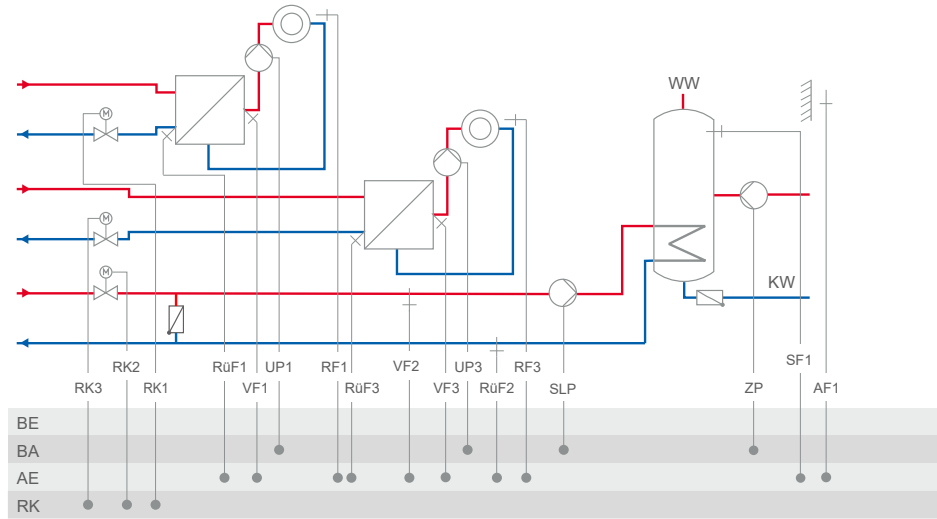 WW
M
M
M
KW
RK2
RüF1
UP1
RF1
VF2
UP3
RF3
SF1
RK3
RK1
VF1
RüF3
VF3
RüF2
SLP
ZP
AF1
BE
BA
AE
RK